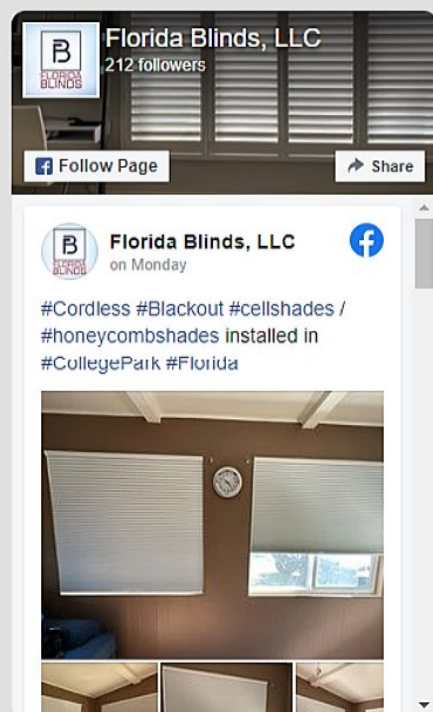 Florida Blinds, LLC
212 followers
B
FLORIDA
BLINDS
Follow Page
Share
B
FLORIDA
BLINDS
Florida Blinds, LLC
on Monday
#Cordless #Blackout #cellshades /
#honeycombshades installed in
#CollegePark #Florida